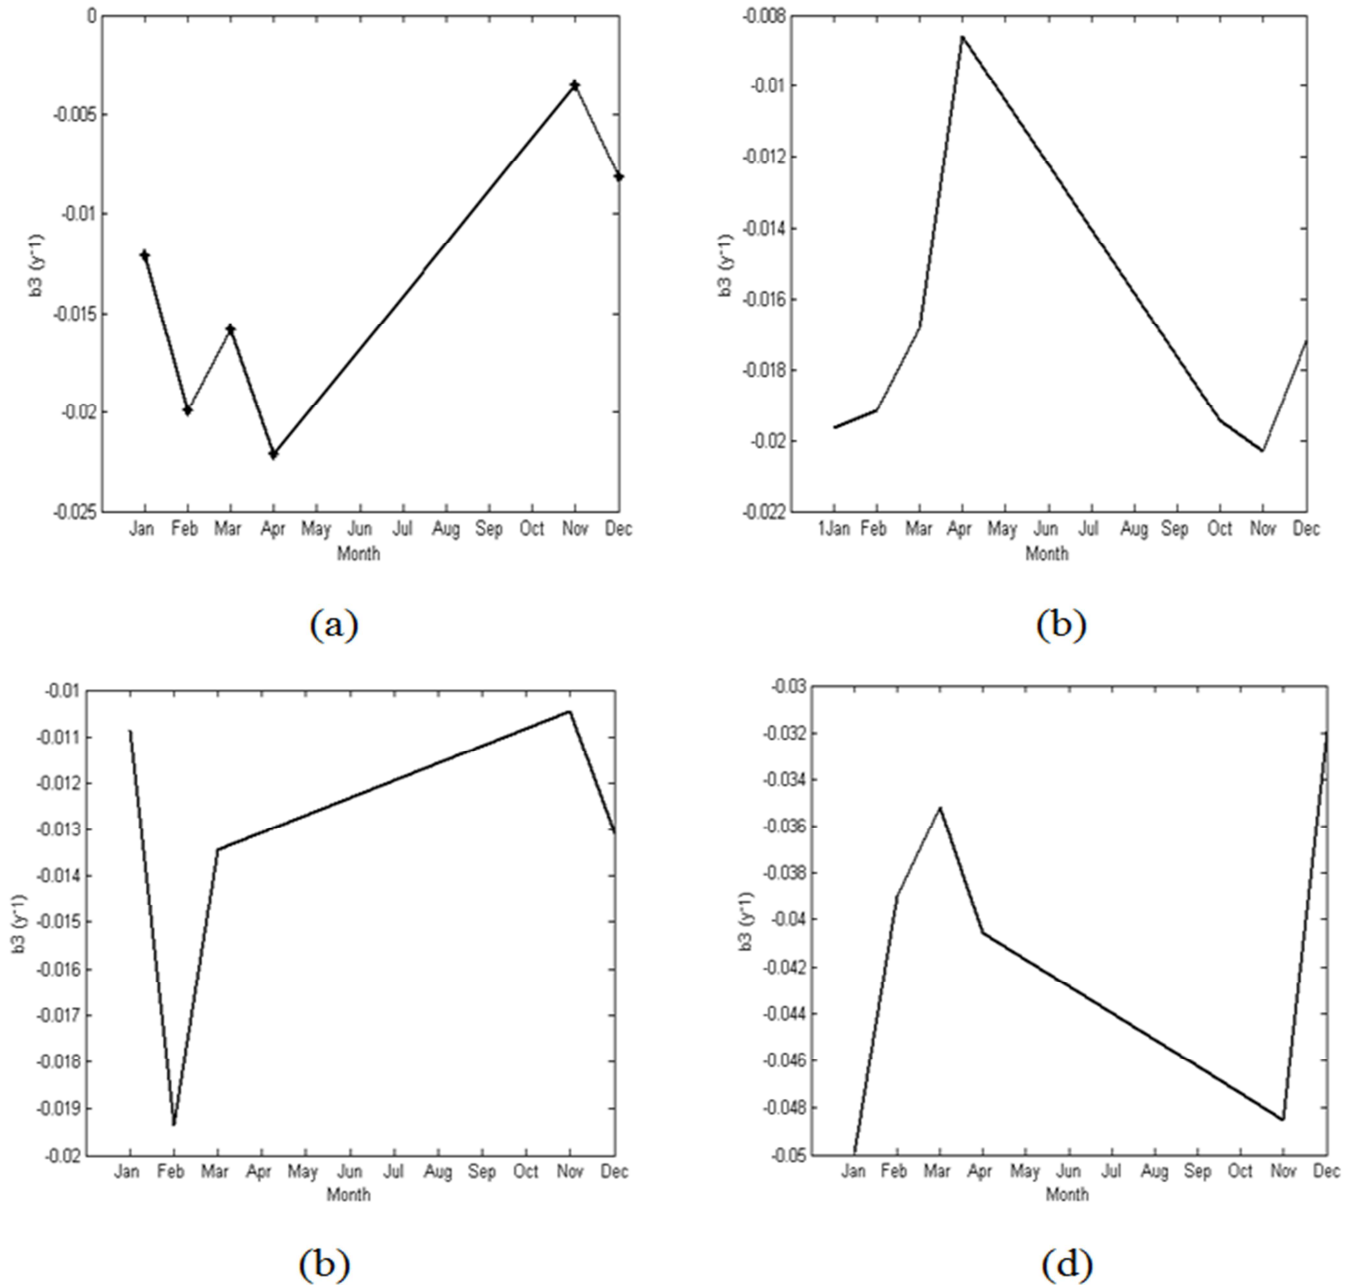 0
-0.005
-0.01
-0.015
-0.02
-0.025
b3 (y-1)
Jan Feb Mar Apr May Jun Jul Aug Sep Oct Nov Dec
Month
(a)
-0.008
-0.01
-0.012
-0.014
-0.016
-0.018
-0.02
-0.022
b3 (y-1)
1Jan Feb Mar Apr May Jun Jul Aug Sep Oct Nov Dec
Month
(b)
-0.01
-0.011
-0.012
-0.013
-0.014
-0.015
-0.016
-0.017
-0.018
-0.019
-0.02
b3 (y-1)
Jan Feb Mar Apr May Jun Jul Aug Sep Oct Nov Dec
Month
(b)
-0.03
-0.032
-0.034
-0.036
-0.038
-0.04
-0.042
-0.044
-0.046
-0.048
-0.05
b3 (y-1)
Jan Feb Mar Apr May Jun Jul Aug Sep Oct Nov Dec
Month
(d)